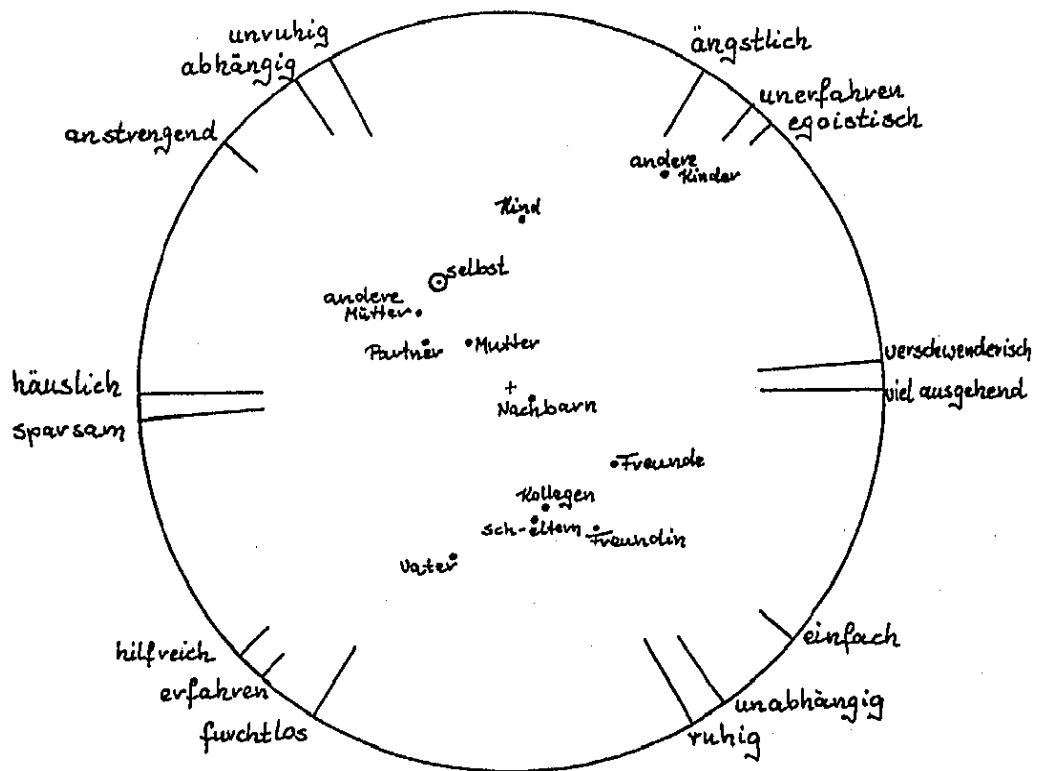 unruhig
abhängig
anstrengend
ängstlich
unerfahren
egoistisch
andere
Kinder
Kind
selbst
andere
Mütter
Partner
Mutter
häuslich
sparsam
verschwenderisch
viel ausgehend
Nachbarn
Freunde
Kollegen
Sch-eltern
Freundin
Vater
hilfreich
erfahren
furchtlos
einfach
unabhängig
ruhig